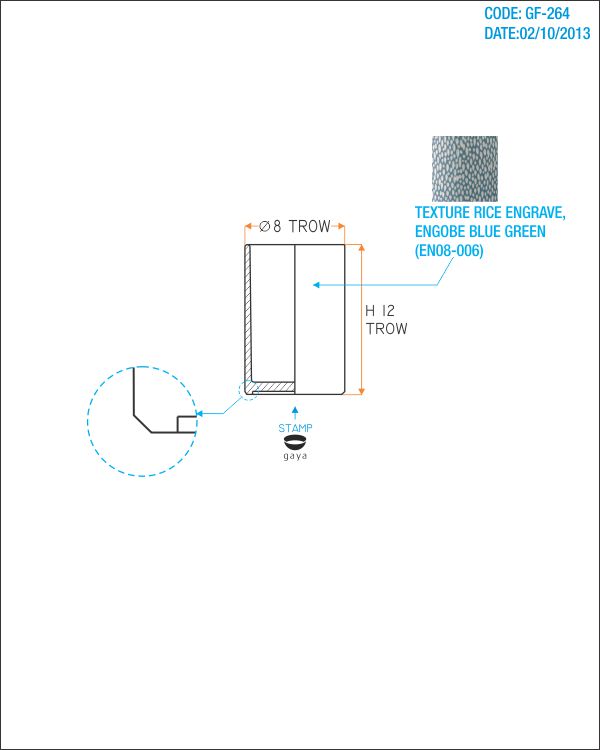 CODE: GF-264
DATE:02/10/2013
TEXTURE RICE ENGRAVE,
ENGOBE BLUE GREEN
(EN08-006)
Ø8 TROW
H 12
TROW
STAMP
gaya